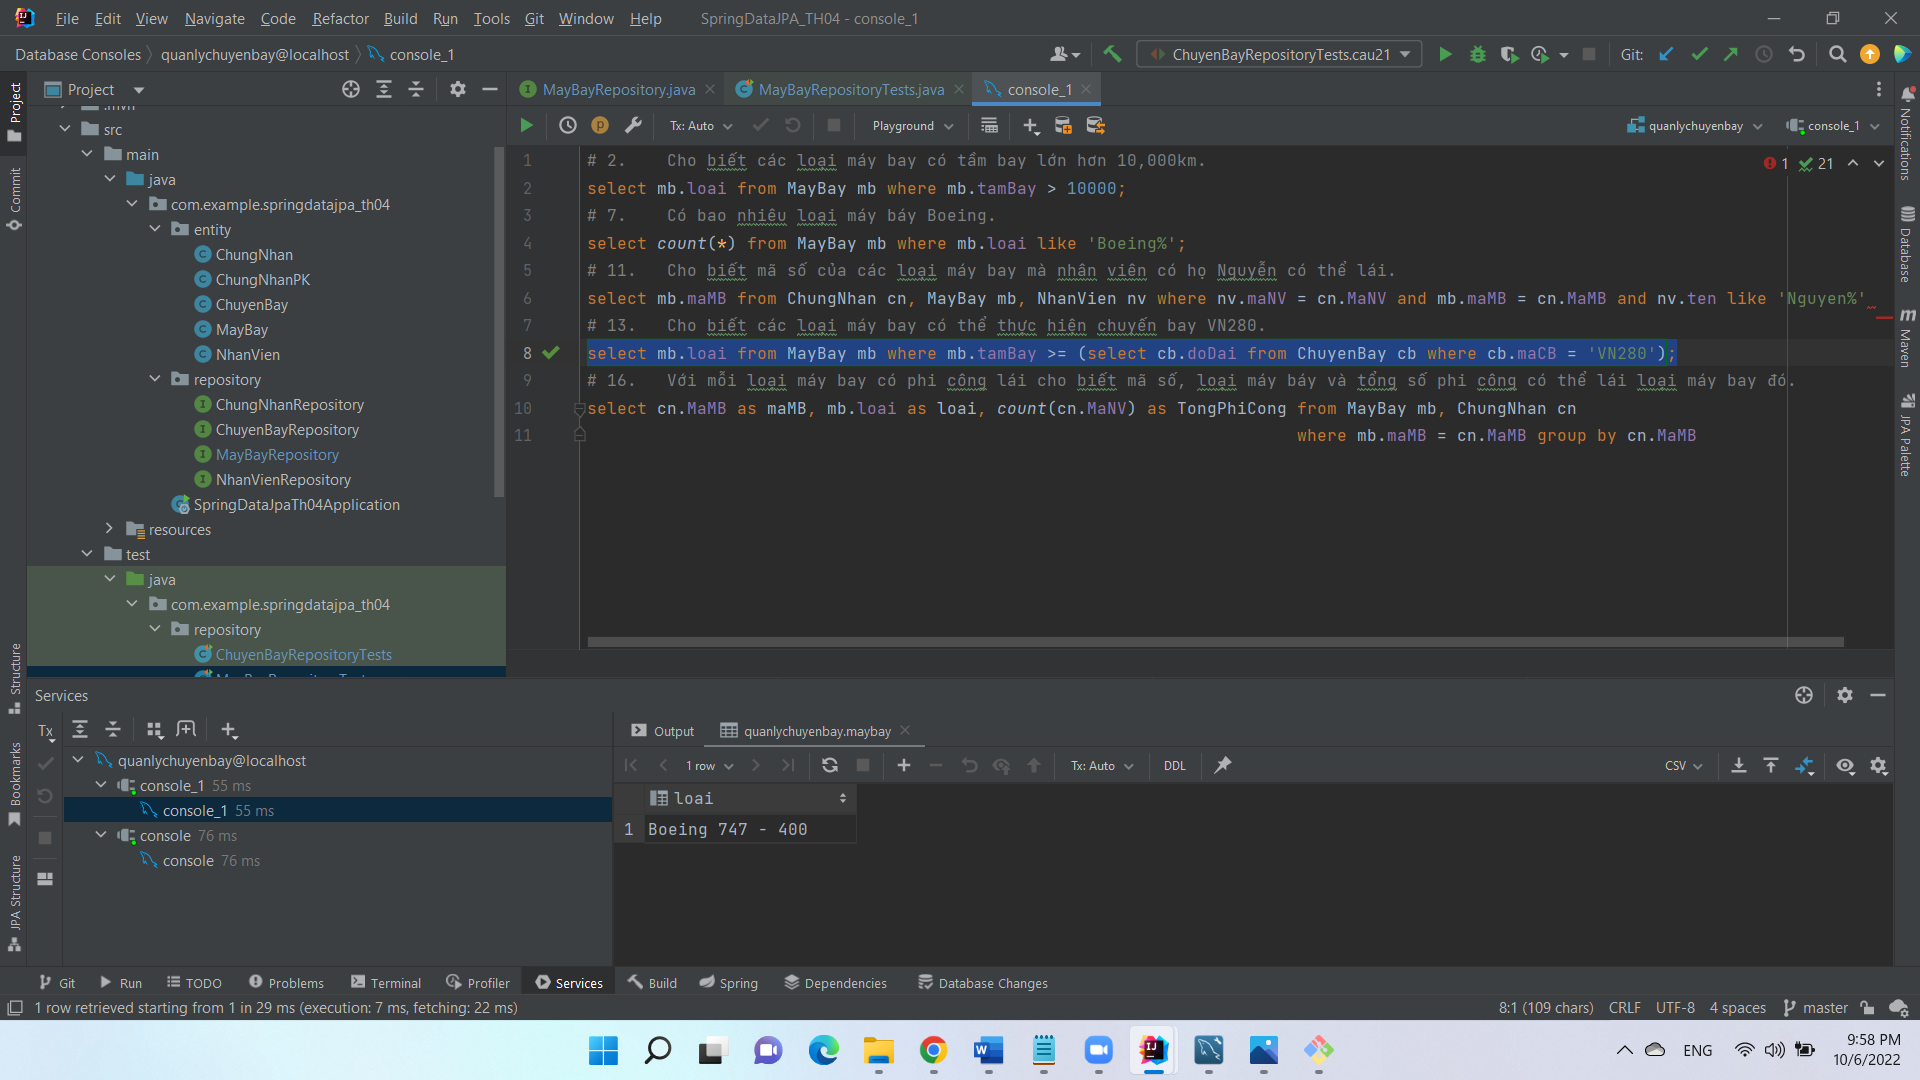 File Edit View Navigate Code Refactor Build Run Tools Git Window Help SpringDataJPA_TH04 - console_1
Database Consoles quanlychuyenbay@localhost console_1 ChuyenBayRepositoryTests.cau21 Git:
Project MayBayRepository.java MayBayRepositoryTests.java console_1
Tx: Auto Playground quanlychuyenbay console_1
.mvn
src
main
java
com.example.springdatajpa_th04
entity
ChungNhan
ChungNhanPK
ChuyenBay
MayBay
NhanVien
repository
ChungNhanRepository
ChuyenBayRepository
MayBayRepository
NhanVienRepository
SpringDataJpaTh04Application
resources
test
java
com.example.springdatajpa_th04
repository
ChuyenBayRepositoryTests
1 # 2. Cho biết các loại máy bay có tầm bay lớn hơn 10,000km.
2 select mb.loai from MayBay mb where mb.tamBay > 10000;
3 # 7. Có bao nhiêu loại máy báy Boeing.
4 select count(*) from MayBay mb where mb.loai like 'Boeing%';
5 # 11. Cho biết mã số của các loại máy bay mà nhân viên có họ Nguyễn có thể lái.
6 select mb.maMB from ChungNhan cn, MayBay mb, NhanVien nv where nv.maNV = cn.MaNV and mb.maMB = cn.MaMB and nv.ten like 'Nguyen%'
7 # 13. Cho biết các loại máy bay có thể thực hiện chuyến bay VN280.
8 select mb.loai from MayBay mb where mb.tamBay >= (select cb.doDai from ChuyenBay cb where cb.maCB = 'VN280');
9 # 16. Với mỗi loại máy bay có phi công lái cho biết mã số, loại máy báy và tổng số phi công có thể lái loại máy bay đó.
10 select cn.MaMB as maMB, mb.loai as loai, count(cn.MaNV) as TongPhiCong from MayBay mb, ChungNhan cn
11 where mb.maMB = cn.MaMB group by cn.MaMB
1 21
Project
Commit
Structure
Bookmarks
JPA Structure
Notifications
Database
Maven
JPA Palette
Services
Tx
quanlychuyenbay@localhost
console_1 55 ms
console_1 55 ms
console 76 ms
console 76 ms
Output quanlychuyenbay.maybay
1 row Tx: Auto DDL CSV
loai
1 Boeing 747 - 400
Git Run TODO Problems Terminal Profiler Services Build Spring Dependencies Database Changes
1 row retrieved starting from 1 in 29 ms (execution: 7 ms, fetching: 22 ms) 8:1 (109 chars) CRLF UTF-8 4 spaces master
ENG 9:58 PM
10/6/2022